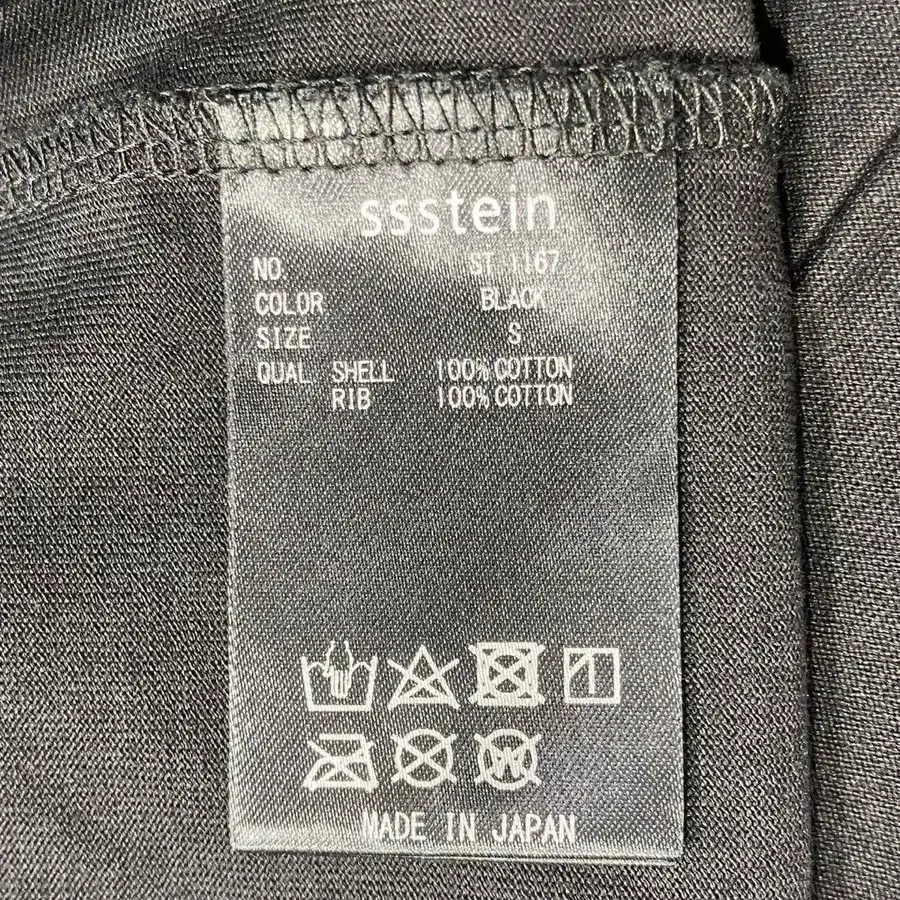 ssstein
NO. ST.1167
COLOR BLACK
SIZE S
QUAL SHELL 100% COTTON
RIB 100% COTTON
MADE IN JAPAN